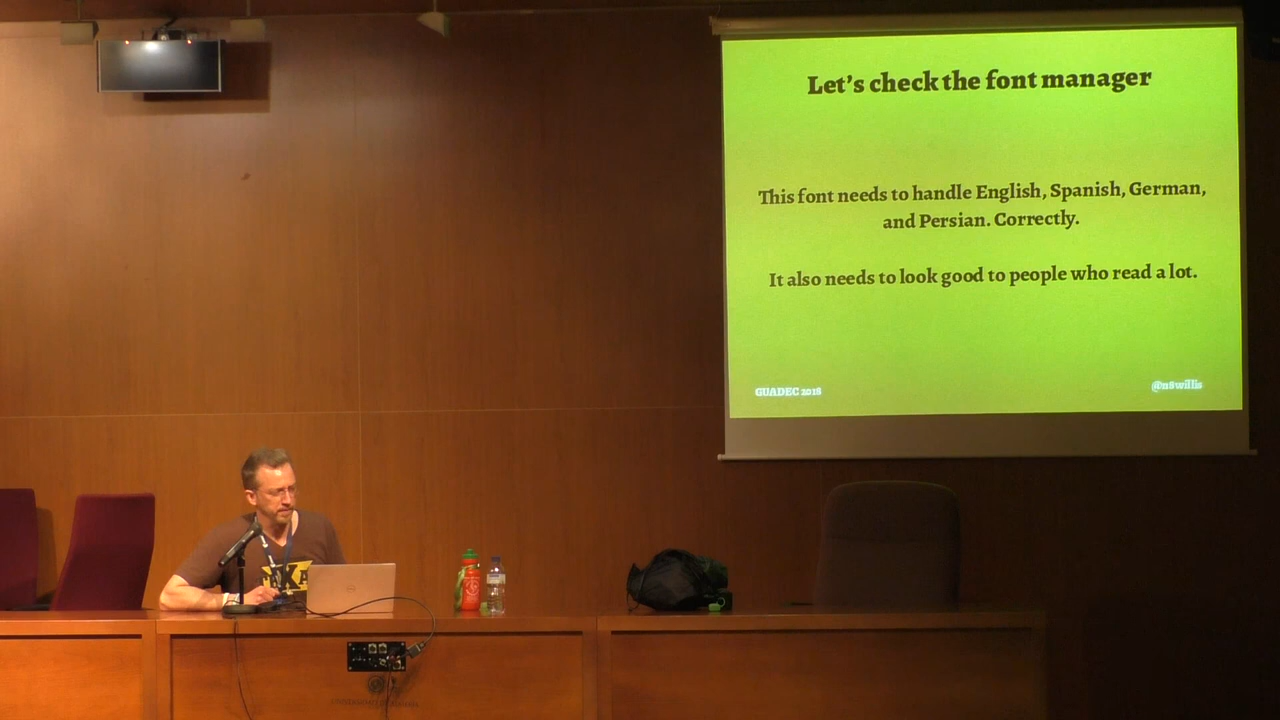 Let's check the font manager
This font needs to handle English, Spanish, German,
and Persian. Correctly.
It also needs to look good to people who read a lot.
GUADEC 2018
@n8willis